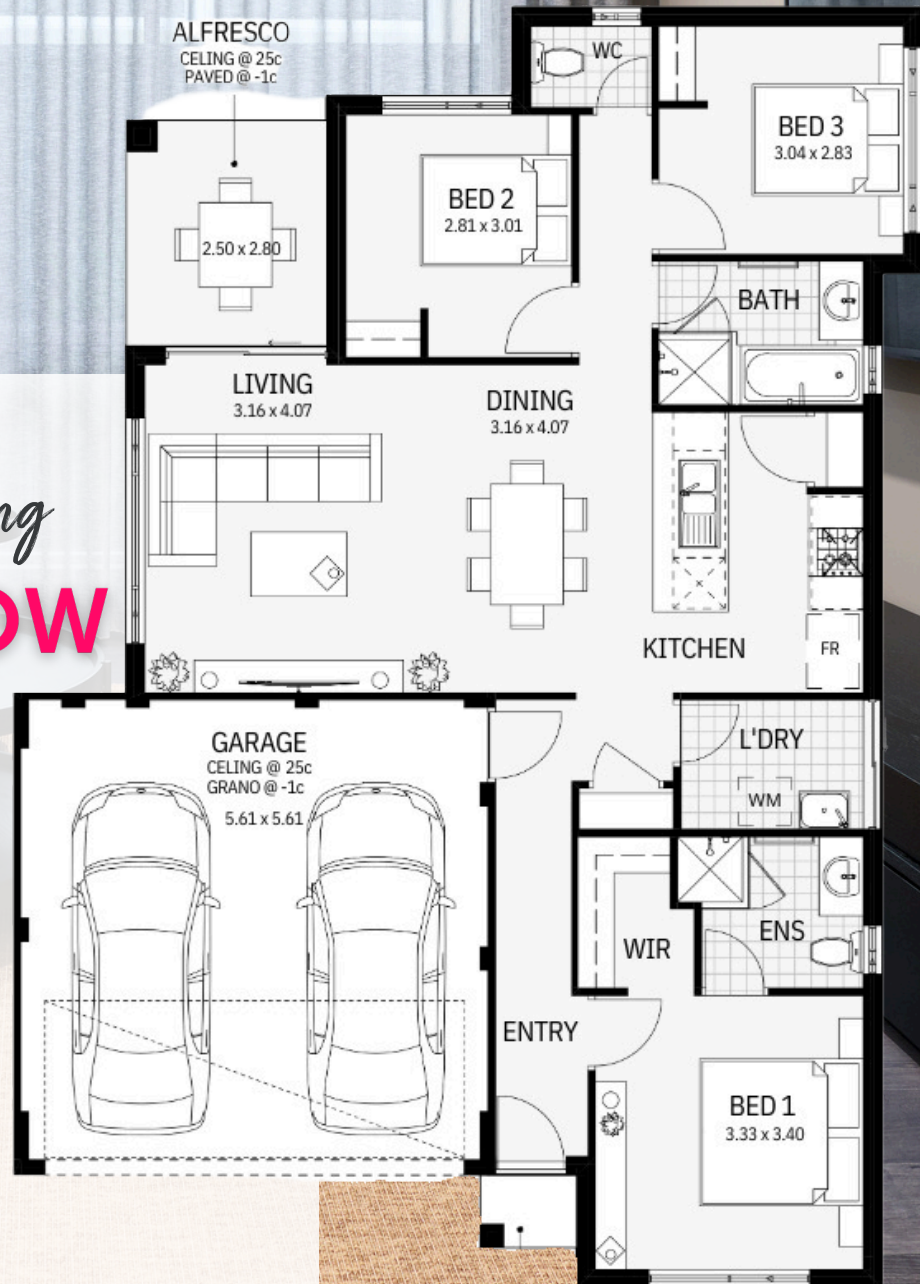 ALFRESCO
CELING @ 25c
PAVED @ -1c
WC
BED 3
3.04 x 2.83
BED 2
2.81 x 3.01
2.50 x 2.80
BATH
LIVING
3.16 x 4.07
DINING
3.16 x 4.07
KITCHEN
FR
GARAGE
CELING @ 25c
GRANO @ -1c
5.61 x 5.61
L'DRY
WM
ENS
WIR
ENTRY
BED 1
3.33 x 3.40